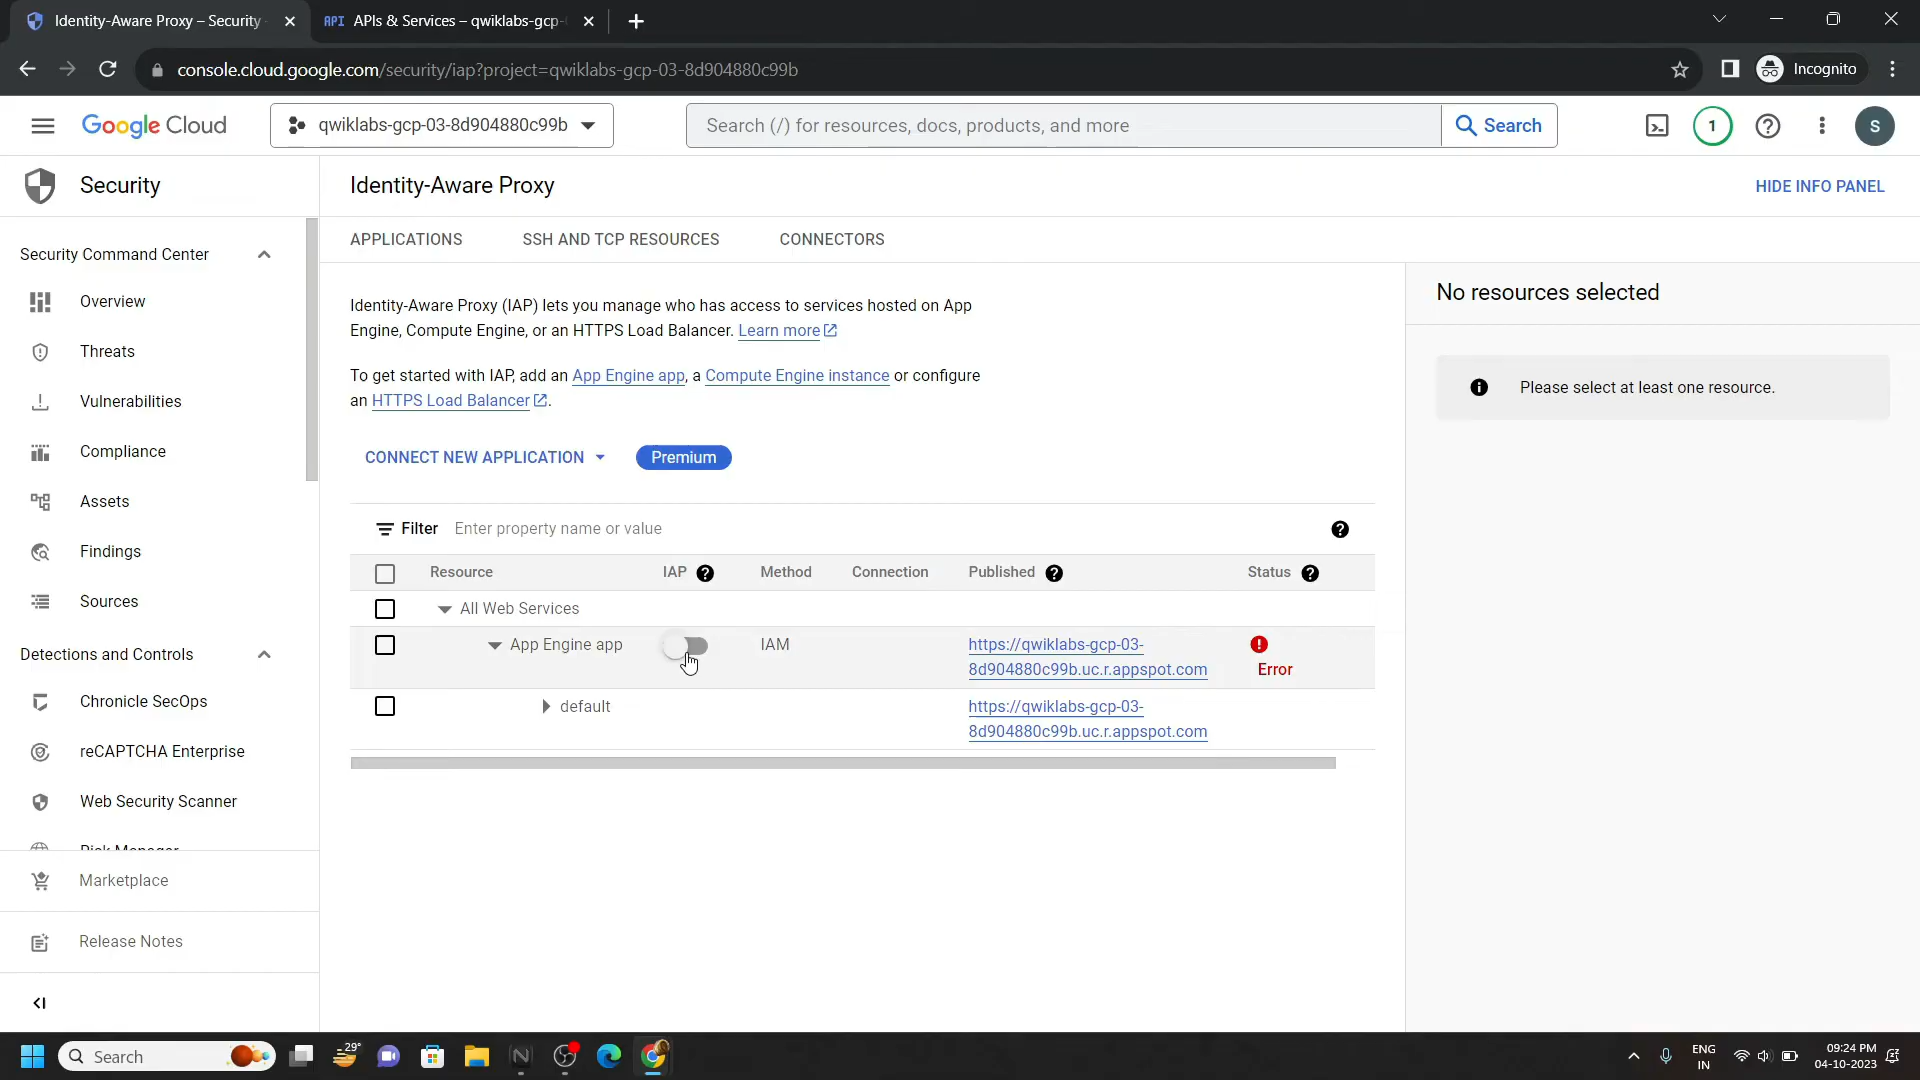 Identity-Aware Proxy – Security
API APIs & Services – qwiklabs-gcp-
console.cloud.google.com/security/iap?project=qwiklabs-gcp-03-8d904880c99b
Incognito
Google Cloud
qwiklabs-gcp-03-8d904880c99b
Search (/) for resources, docs, products, and more
Search
1
S
Security
Identity-Aware Proxy
HIDE INFO PANEL
APPLICATIONS
SSH AND TCP RESOURCES
CONNECTORS
Security Command Center
Overview
Threats
Vulnerabilities
Compliance
Assets
Findings
Sources
Detections and Controls
Chronicle SecOps
reCAPTCHA Enterprise
Web Security Scanner
Risk Manager
Marketplace
Release Notes
Identity-Aware Proxy (IAP) lets you manage who has access to services hosted on App
Engine, Compute Engine, or an HTTPS Load Balancer. Learn more
To get started with IAP, add an App Engine app, a Compute Engine instance or configure
an HTTPS Load Balancer.
CONNECT NEW APPLICATION
Premium
Filter Enter property name or value
Resource IAP Method Connection Published Status
All Web Services
App Engine app
IAM
https://qwiklabs-gcp-03-
8d904880c99b.uc.r.appspot.com
Error
default
https://qwiklabs-gcp-03-
8d904880c99b.uc.r.appspot.com
No resources selected
Please select at least one resource.
Search
29°
ENG
IN
09:24 PM
04-10-2023